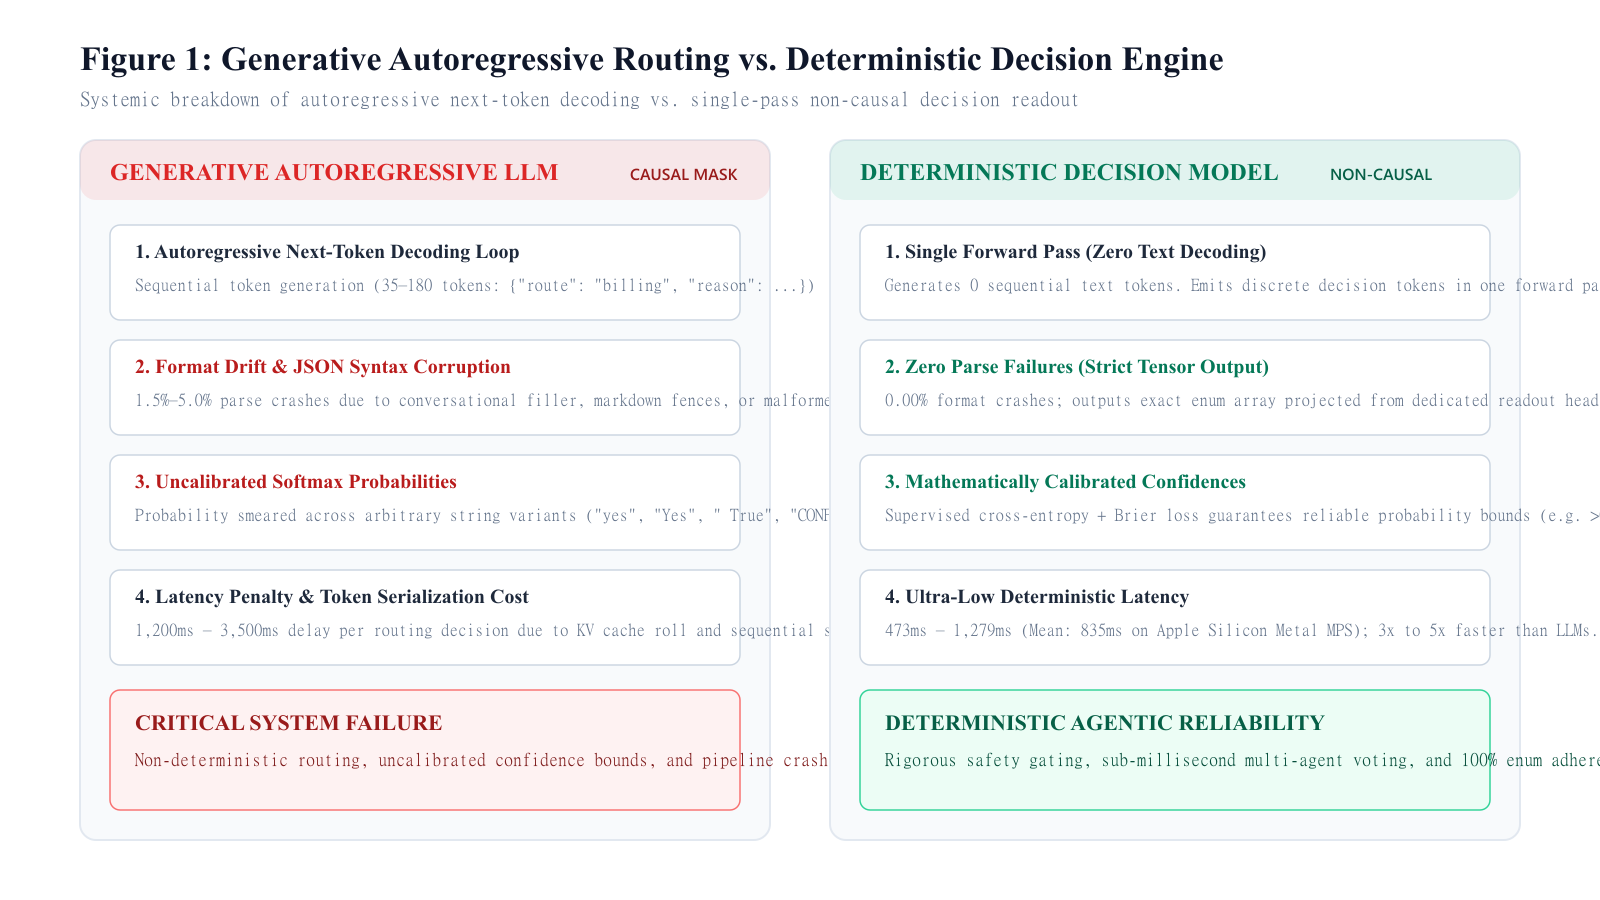 Figure 1: Generative Autoregressive Routing vs. Deterministic Decision Engine
Systemic breakdown of autoregressive next-token decoding vs. single-pass non-causal decision readout
GENERATIVE AUTOREGRESSIVE LLM
CAUSAL MASK
1. Autoregressive Next-Token Decoding Loop
Sequential token generation (35–180 tokens: {"route": "billing", "reason": ...})
2. Format Drift & JSON Syntax Corruption
1.5%–5.0% parse crashes due to conversational filler, markdown fences, or malforme
3. Uncalibrated Softmax Probabilities
Probability smeared across arbitrary string variants ("yes", "Yes", " True", "CONF
4. Latency Penalty & Token Serialization Cost
1,200ms – 3,500ms delay per routing decision due to KV cache roll and sequential s
CRITICAL SYSTEM FAILURE
Non-deterministic routing, uncalibrated confidence bounds, and pipeline crash
DETERMINISTIC DECISION MODEL
NON-CAUSAL
1. Single Forward Pass (Zero Text Decoding)
Generates 0 sequential text tokens. Emits discrete decision tokens in one forward pa
2. Zero Parse Failures (Strict Tensor Output)
0.00% format crashes; outputs exact enum array projected from dedicated readout head
3. Mathematically Calibrated Confidences
Supervised cross-entropy + Brier loss guarantees reliable probability bounds (e.g. >
4. Ultra-Low Deterministic Latency
473ms – 1,279ms (Mean: 835ms on Apple Silicon Metal MPS); 3x to 5x faster than LLMs.
DETERMINISTIC AGENTIC RELIABILITY
Rigorous safety gating, sub-millisecond multi-agent voting, and 100% enum adhere